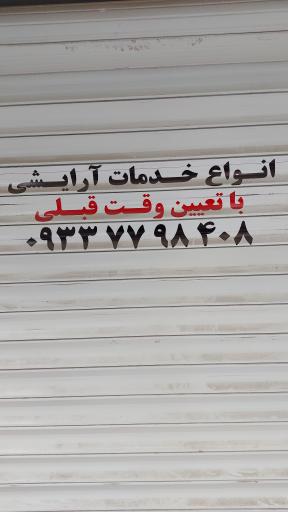 انواع خدمات آرایشی
با تعیین وقت قبلی
۰۹۳۳ ۷۷ ۹۸ ۴۰۸